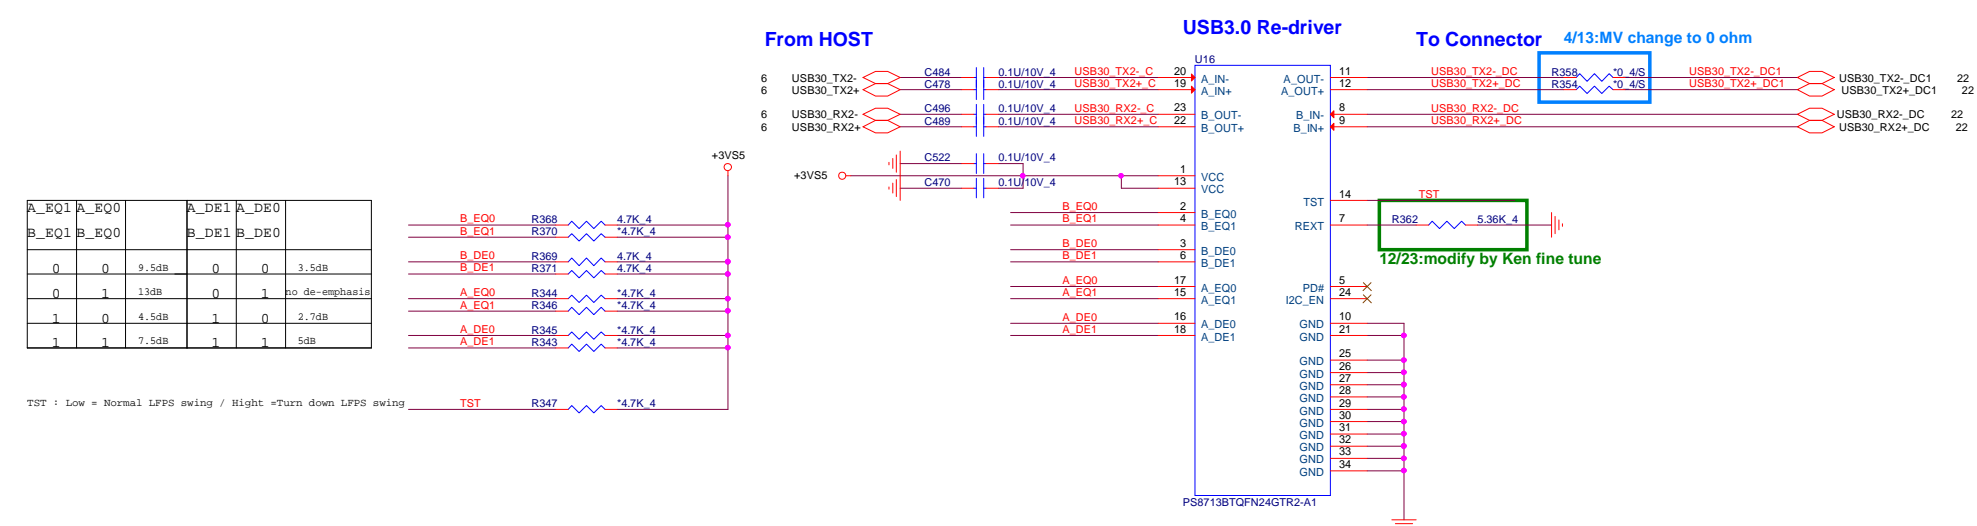 USB3.0 Re-driver
From HOST
To Connector
4/13:MV change to 0 ohm
U16
6 USB30_TX2- C484 0.1U/10V_4 USB30_TX2-_C 20 A_IN- A_OUT- 11 USB30_TX2-_DC R358 *0_4/S USB30_TX2-_DC1 USB30_TX2-_DC1 22
6 USB30_TX2+ C478 0.1U/10V_4 USB30_TX2+_C 19 A_IN+ A_OUT+ 12 USB30_TX2+_DC R354 *0_4/S USB30_TX2+_DC1 USB30_TX2+_DC1 22
6 USB30_RX2- C496 0.1U/10V_4 USB30_RX2-_C 23 B_OUT- B_IN- 8 USB30_RX2-_DC USB30_RX2-_DC 22
6 USB30_RX2+ C489 0.1U/10V_4 USB30_RX2+_C 22 B_OUT+ B_IN+ 9 USB30_RX2+_DC USB30_RX2+_DC 22
+3VS5
C522 0.1U/10V_4
+3VS5 1 VCC
C470 0.1U/10V_4 13 VCC
TST 14 TST
B_EQ0 2 B_EQ0
B_EQ1 4 B_EQ1
REXT 7 R362 5.36K_4
12/23:modify by Ken fine tune
B_DE0 3 B_DE0
B_DE1 6 B_DE1
A_EQ0 17 A_EQ0
A_EQ1 15 A_EQ1
PD# 5
I2C_EN 24
A_DE0 16 A_DE0
A_DE1 18 A_DE1
GND 10
GND 21
GND 25
GND 26
GND 27
GND 28
GND 29
GND 30
GND 31
GND 32
GND 33
GND 34
PS8713BTQFN24GTR2-A1
A_EQ1 A_EQ0 A_DE1 A_DE0
B_EQ1 B_EQ0 B_DE1 B_DE0
0 0 9.5dB 0 0 3.5dB
0 1 13dB 0 1 no de-emphasis
1 0 4.5dB 1 0 2.7dB
1 1 7.5dB 1 1 5dB
B_EQ0 R368 4.7K_4
B_EQ1 R370 *4.7K_4
B_DE0 R369 4.7K_4
B_DE1 R371 4.7K_4
A_EQ0 R344 *4.7K_4
A_EQ1 R346 *4.7K_4
A_DE0 R345 *4.7K_4
A_DE1 R343 *4.7K_4
TST : Low = Normal LFPS swing / Hight =Turn down LFPS swing
TST R347 *4.7K_4